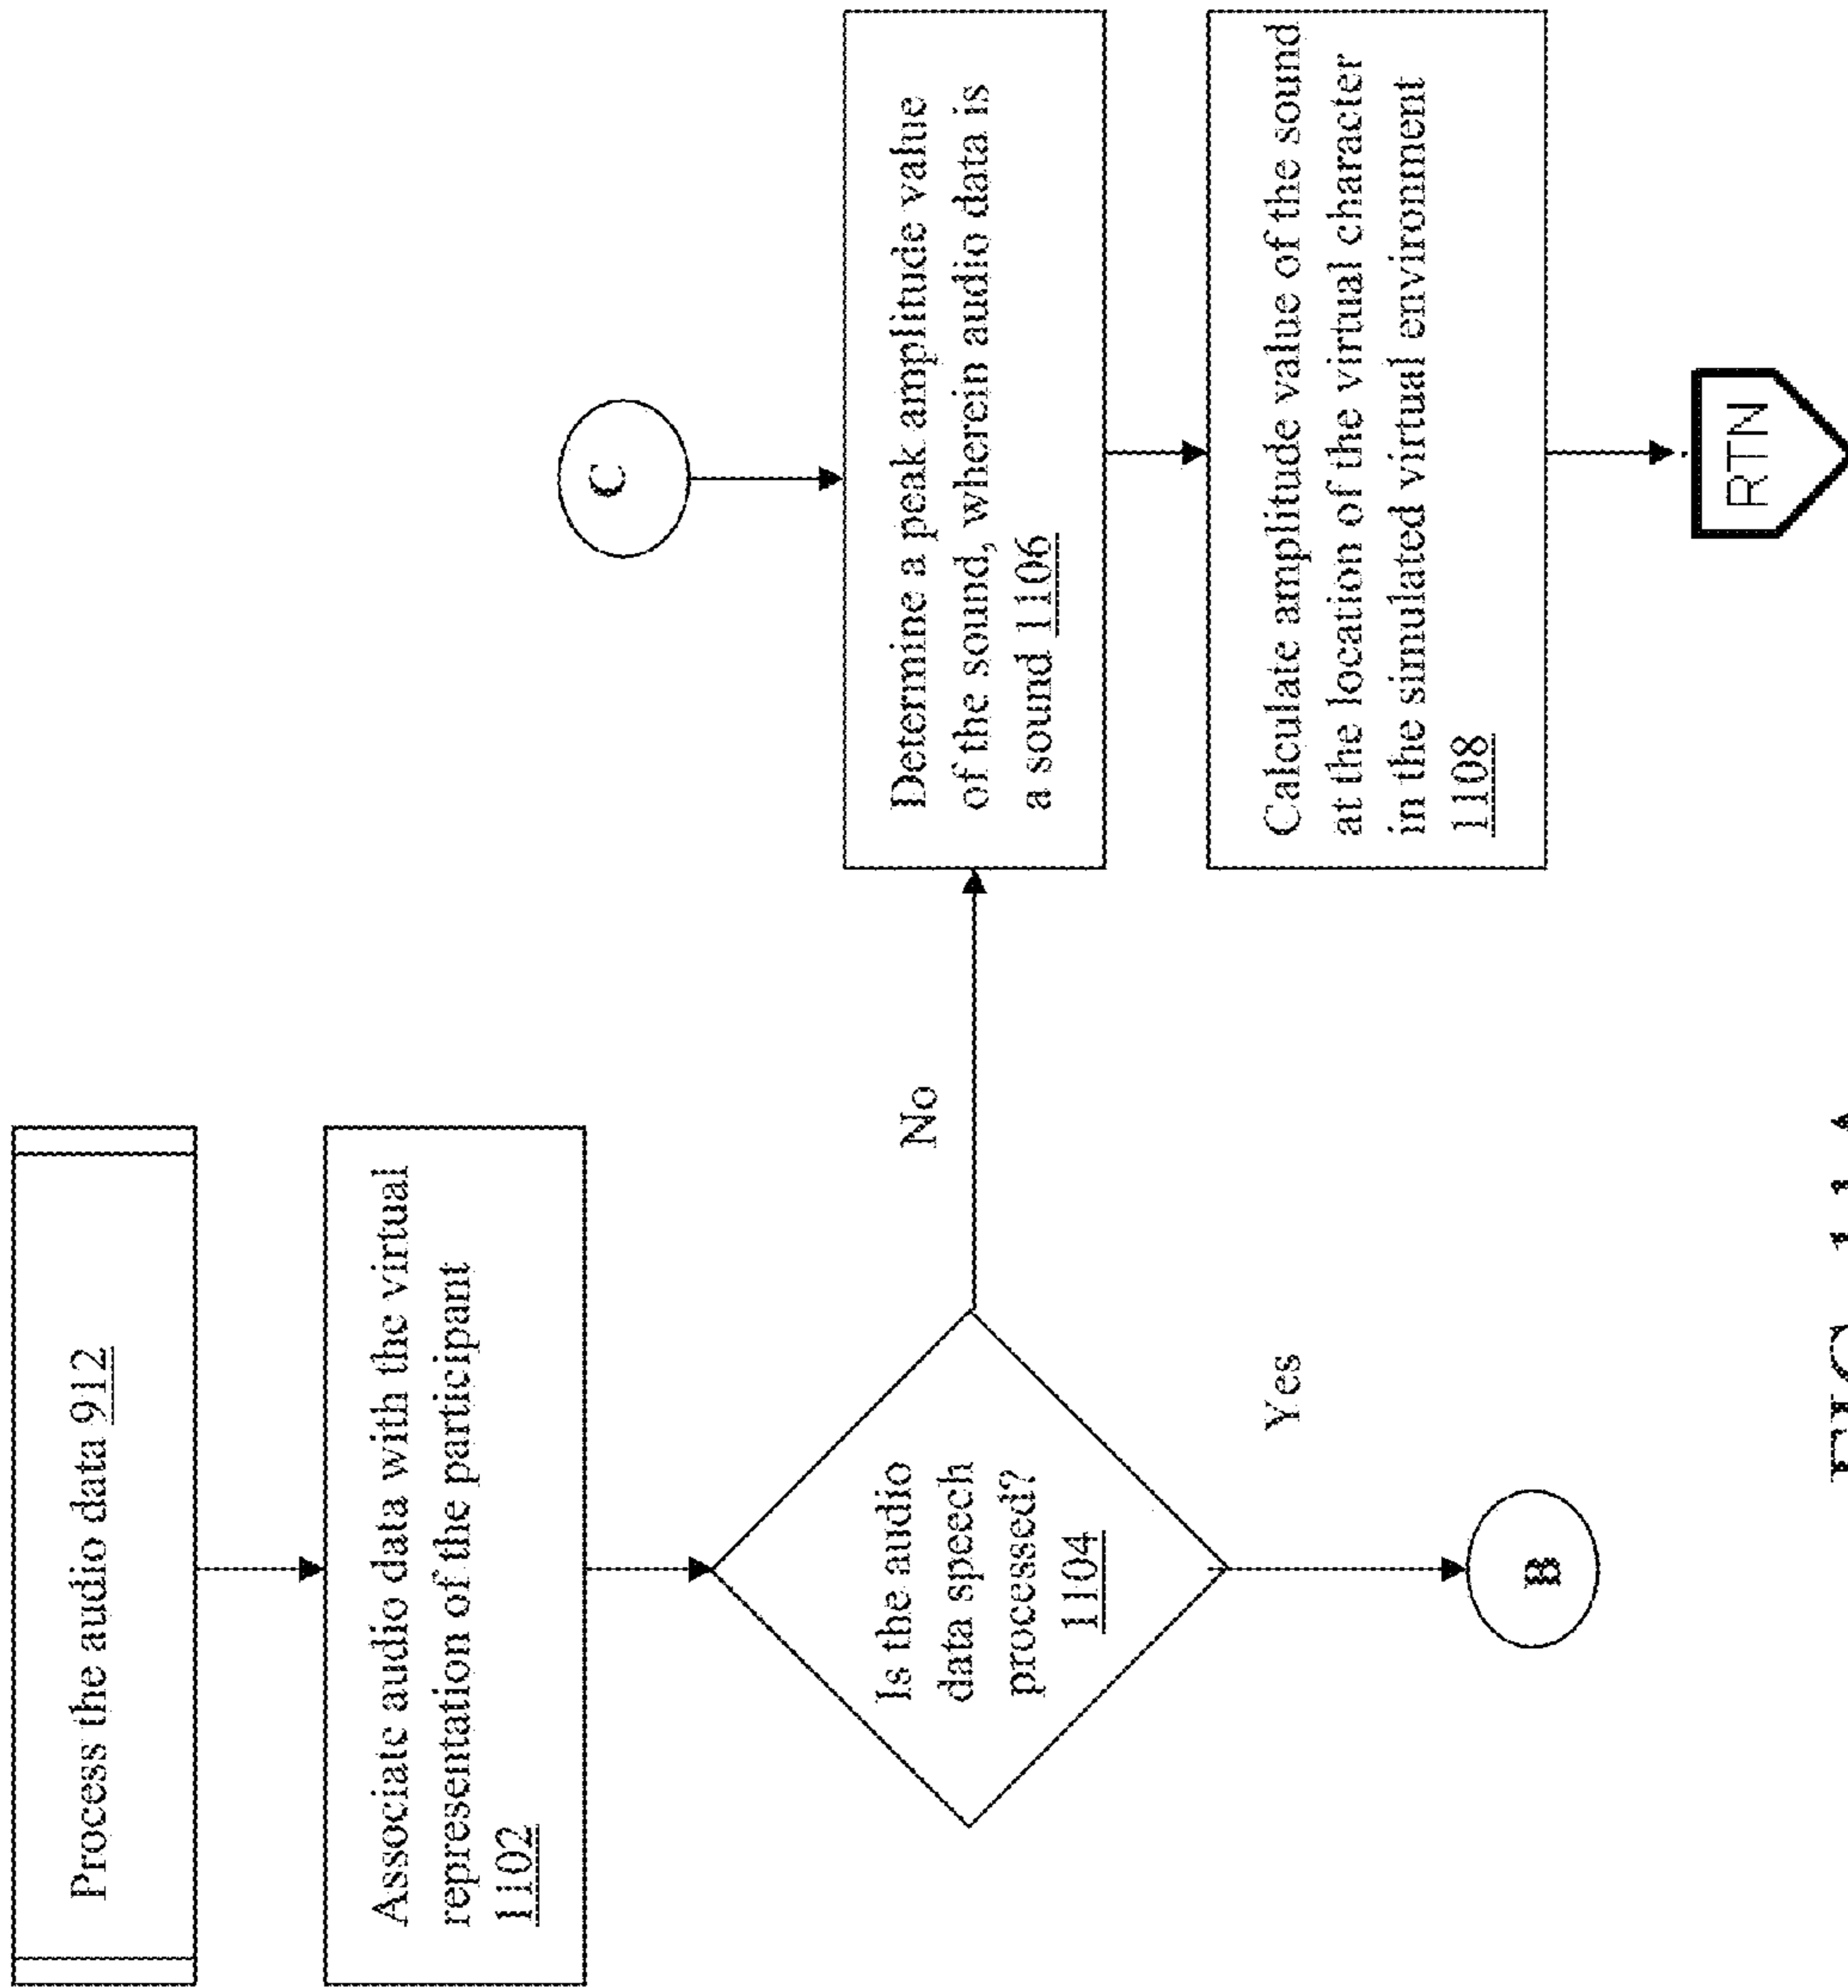 Process the audio data 912
Associate audio data with the virtual
representation of the participant
1102
Is the audio
data speech
processed?
1104
Yes
B
No
C
Determine a peak amplitude value
of the sound, wherein audio data is
a sound 1106
Calculate amplitude value of the sound
at the location of the virtual character
in the simulated virtual environment
1108
RTN